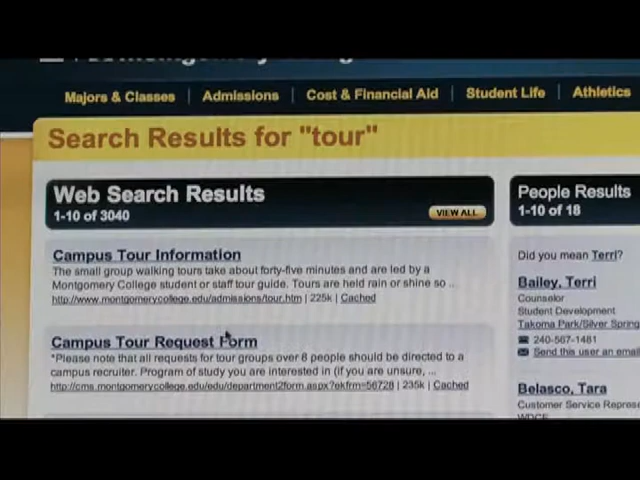 Majors & Classes | Admissions | Cost & Financial Aid | Student Life | Athletics
Search Results for "tour"
Web Search Results
1-10 of 3040
VIEW ALL
Campus Tour Information
The small group walking tours take about forty-five minutes and are led by a
Montgomery College student or staff tour guide. Tours are held rain or shine so ..
http://www.montgomerycollege.edu/admissions/tour.htm | 225k | Cached
Campus Tour Request Form
*Please note that all requests for tour groups over 6 people should be directed to a
campus recruiter. Program of study you are interested in (if you are unsure, ...
http://cms.montgomerycollege.edu/edu/department2form.aspx?ekfrm=56728 | 235k | Cached
People Results
1-10 of 18
Did you mean Terri?
Bailey, Terri
Counselor
Student Development
Takoma Park/Silver Spring
240-567-1481
Send this user an email
Belasco, Tara
Customer Service Represe